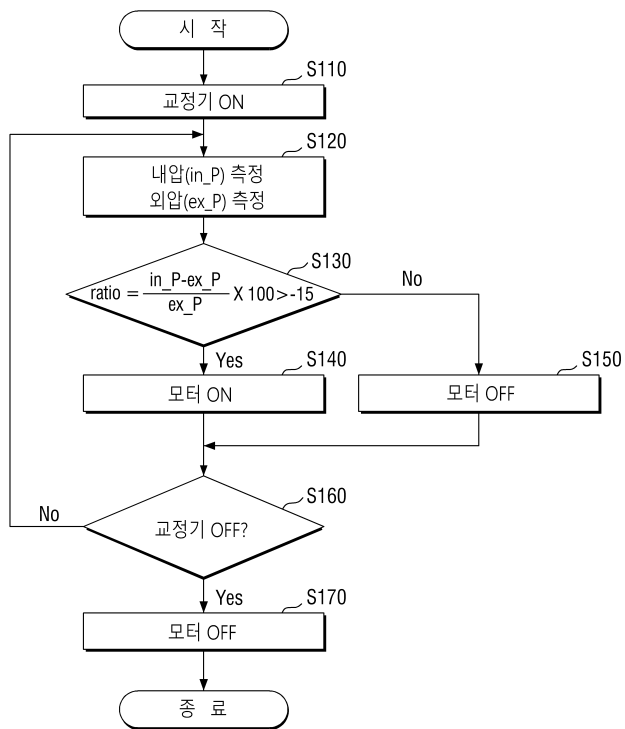 시 작
S110
교정기 ON
S120
내압(in_P) 측정
외압(ex_P) 측정
S130
ratio = in_P-ex_P / ex_P X 100 > -15
No
Yes
S140
모터 ON
S150
모터 OFF
S160
교정기 OFF?
No
Yes
S170
모터 OFF
종 료